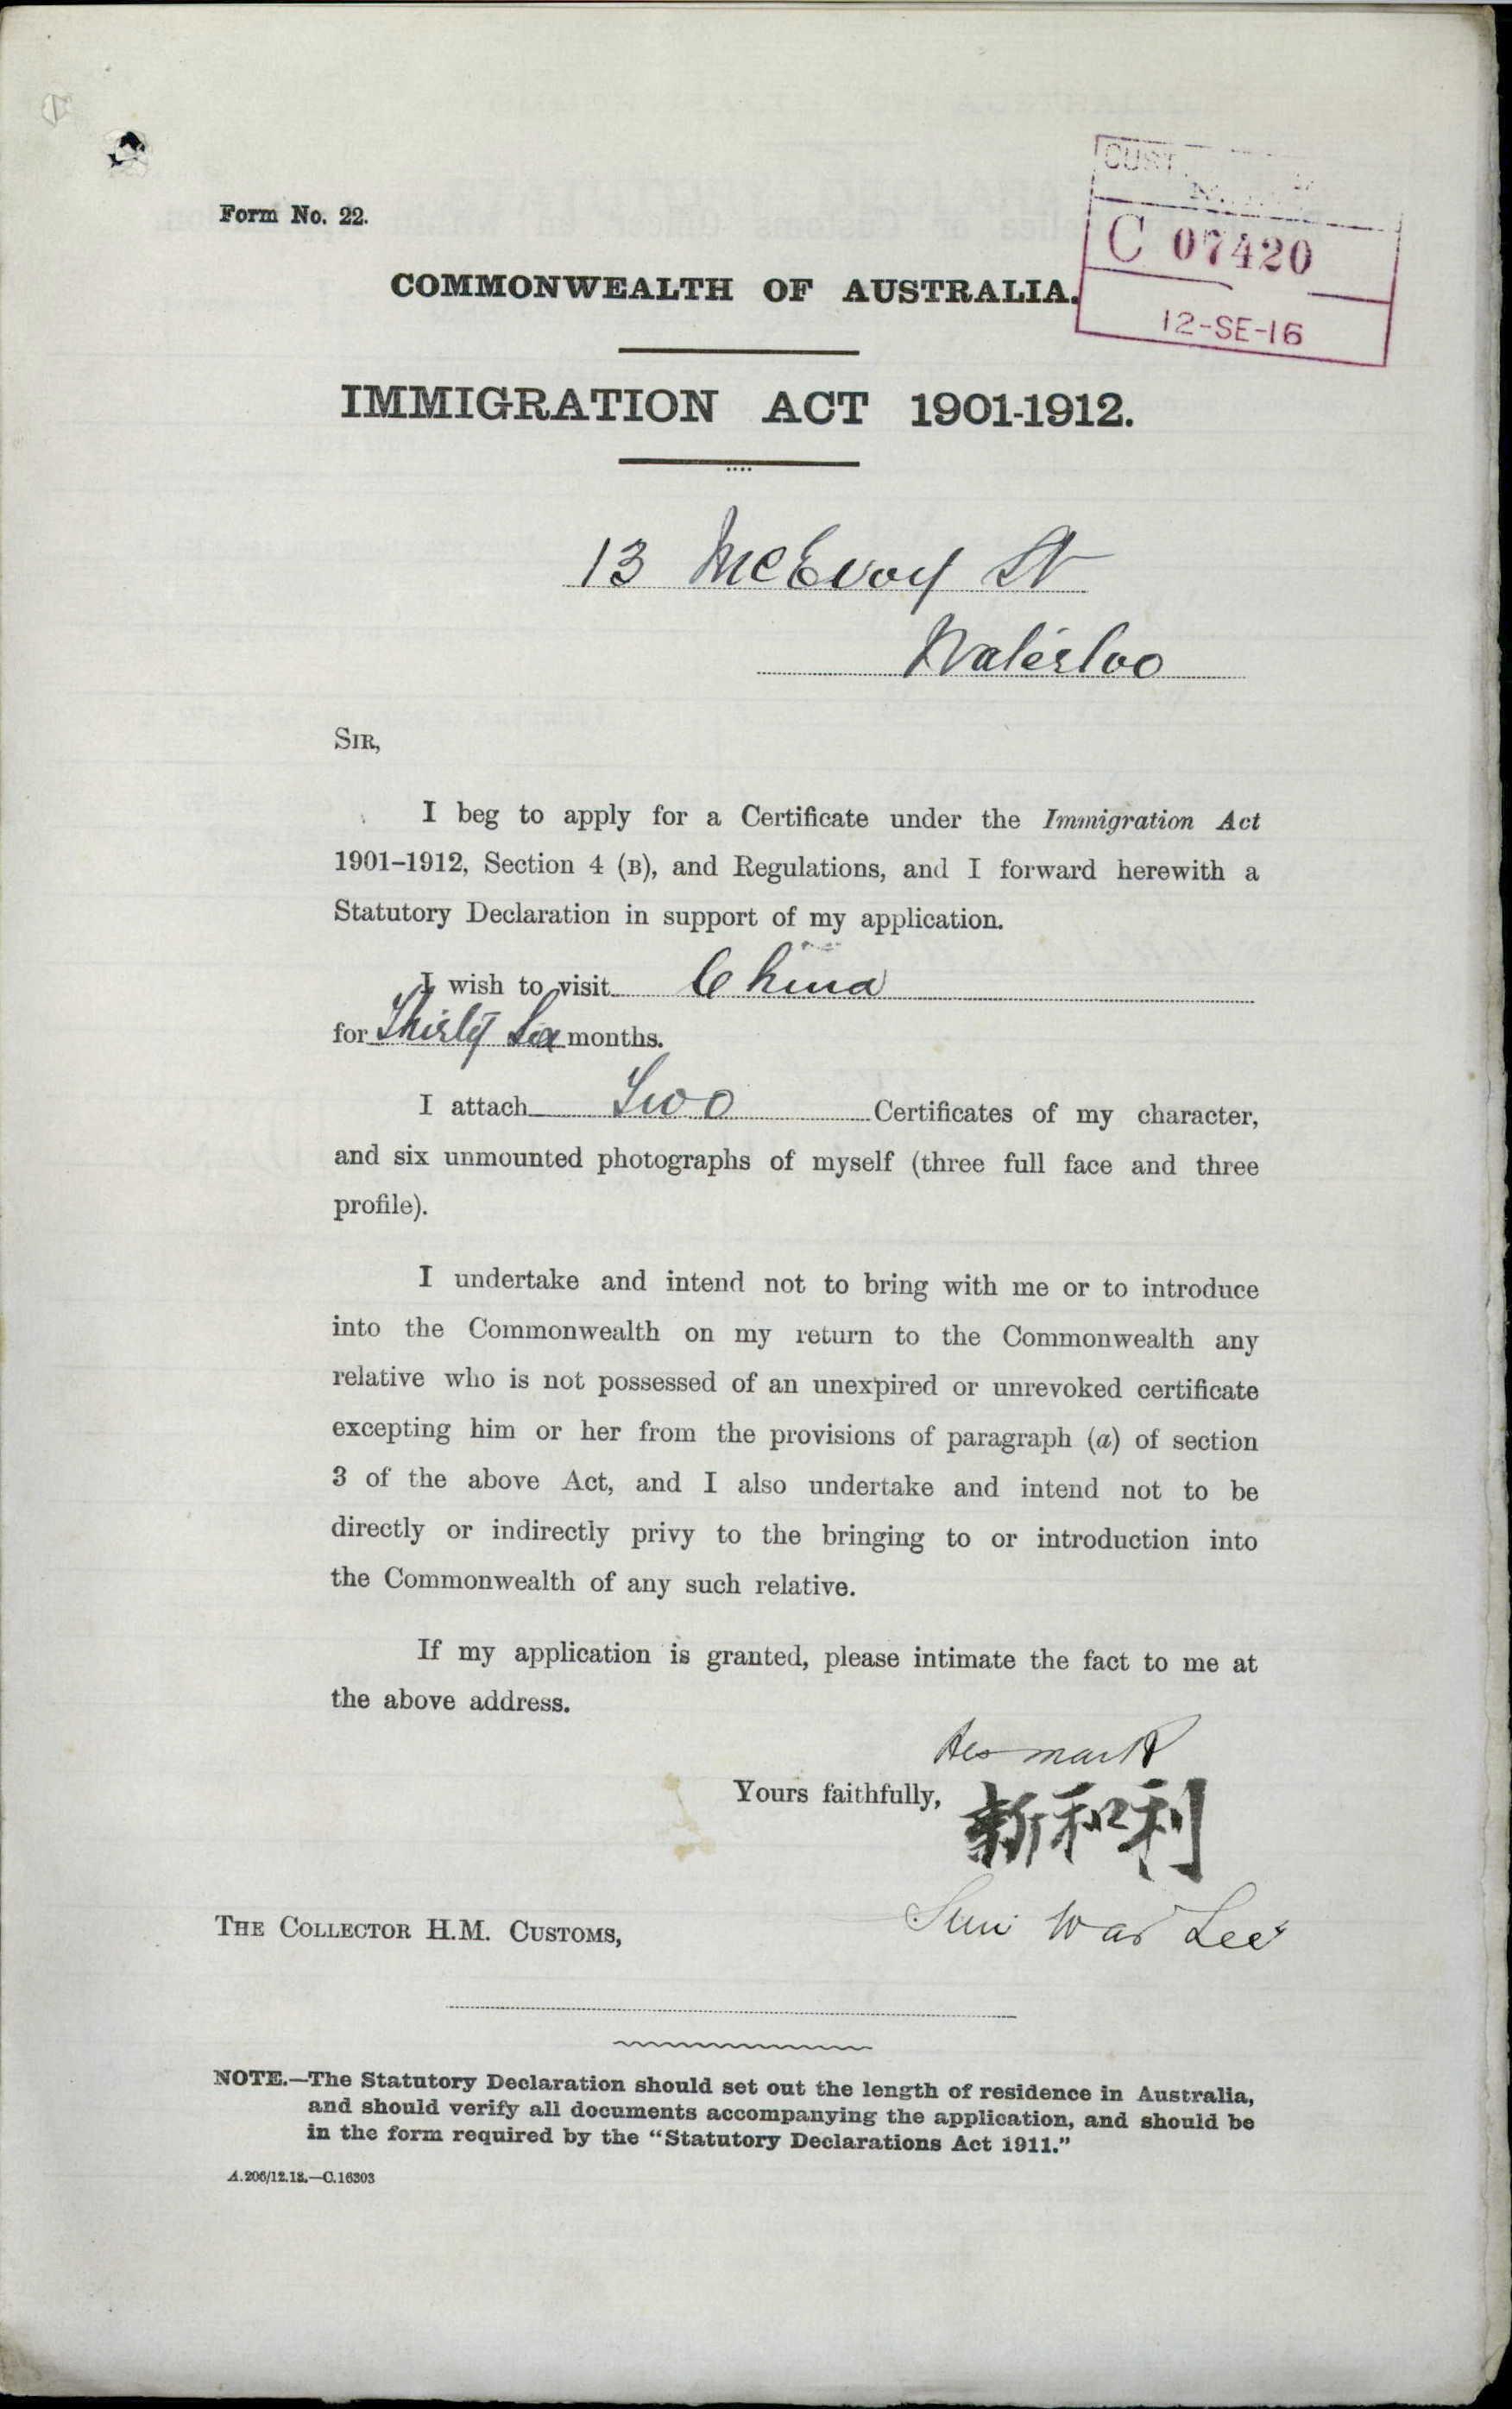 Form No. 22.
C 07420
12-SE-16
COMMONWEALTH OF AUSTRALIA.
IMMIGRATION ACT 1901-1912.
13 McEvoy St
Waterloo
SIR,
I beg to apply for a Certificate under the Immigration Act
1901–1912, Section 4 (B), and Regulations, and I forward herewith a
Statutory Declaration in support of my application.
I wish to visit China
for Thirty Six months.
I attach Two Certificates of my character,
and six unmounted photographs of myself (three full face and three
profile).
I undertake and intend not to bring with me or to introduce
into the Commonwealth on my return to the Commonwealth any
relative who is not possessed of an unexpired or unrevoked certificate
excepting him or her from the provisions of paragraph (a) of section
3 of the above Act, and I also undertake and intend not to be
directly or indirectly privy to the bringing to or introduction into
the Commonwealth of any such relative.
If my application is granted, please intimate the fact to me at
the above address.
His mark
Yours faithfully, 新和利
THE COLLECTOR H.M. CUSTOMS, Sun War Lee
NOTE.—The Statutory Declaration should set out the length of residence in Australia,
and should verify all documents accompanying the application, and should be
in the form required by the “Statutory Declarations Act 1911.”
A.206/12.12.—C.16303